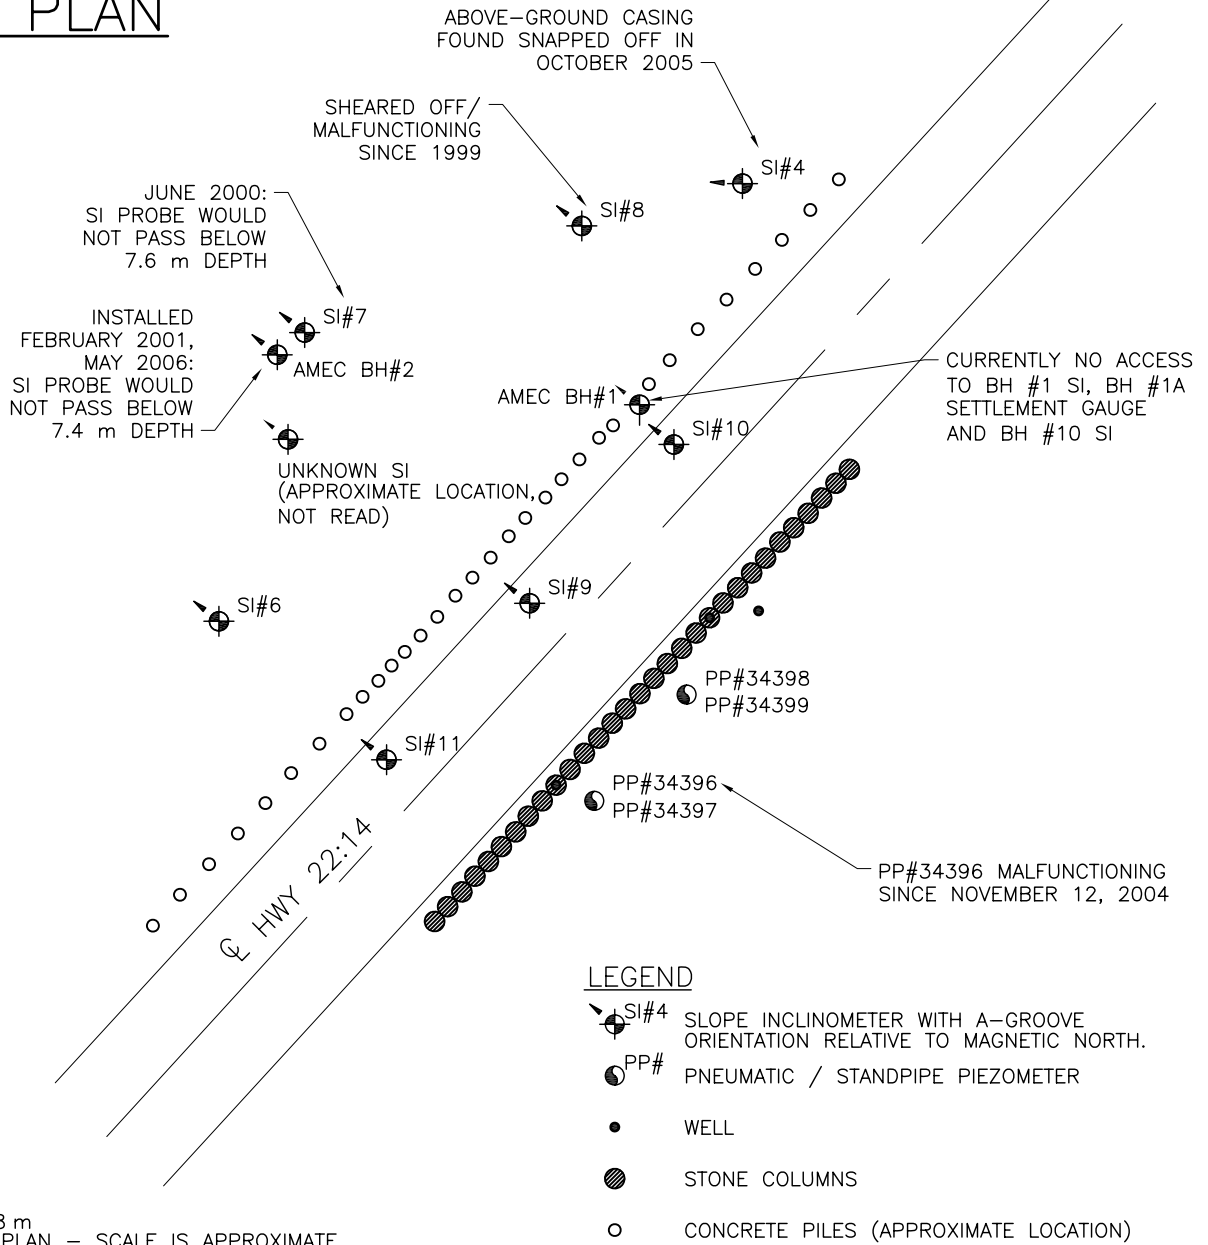 PLAN
ABOVE-GROUND CASING
FOUND SNAPPED OFF IN
OCTOBER 2005
SHEARED OFF/
MALFUNCTIONING
SINCE 1999
SI#4
JUNE 2000:
SI PROBE WOULD
NOT PASS BELOW
7.6 m DEPTH
SI#8
INSTALLED
FEBRUARY 2001,
MAY 2006:
SI PROBE WOULD
NOT PASS BELOW
7.4 m DEPTH
SI#7
AMEC BH#2
AMEC BH#1
SI#10
CURRENTLY NO ACCESS
TO BH #1 SI, BH #1A
SETTLEMENT GAUGE
AND BH #10 SI
UNKNOWN SI
(APPROXIMATE LOCATION,
NOT READ)
SI#9
SI#6
PP#34398
PP#34399
SI#11
PP#34396
PP#34397
℄ HWY 22:14
PP#34396 MALFUNCTIONING
SINCE NOVEMBER 12, 2004
LEGEND
SI#4
SLOPE INCLINOMETER WITH A-GROOVE
ORIENTATION RELATIVE TO MAGNETIC NORTH.
PP#
PNEUMATIC / STANDPIPE PIEZOMETER
WELL
STONE COLUMNS
CONCRETE PILES (APPROXIMATE LOCATION)
m
PLAN - SCALE IS APPROXIMATE